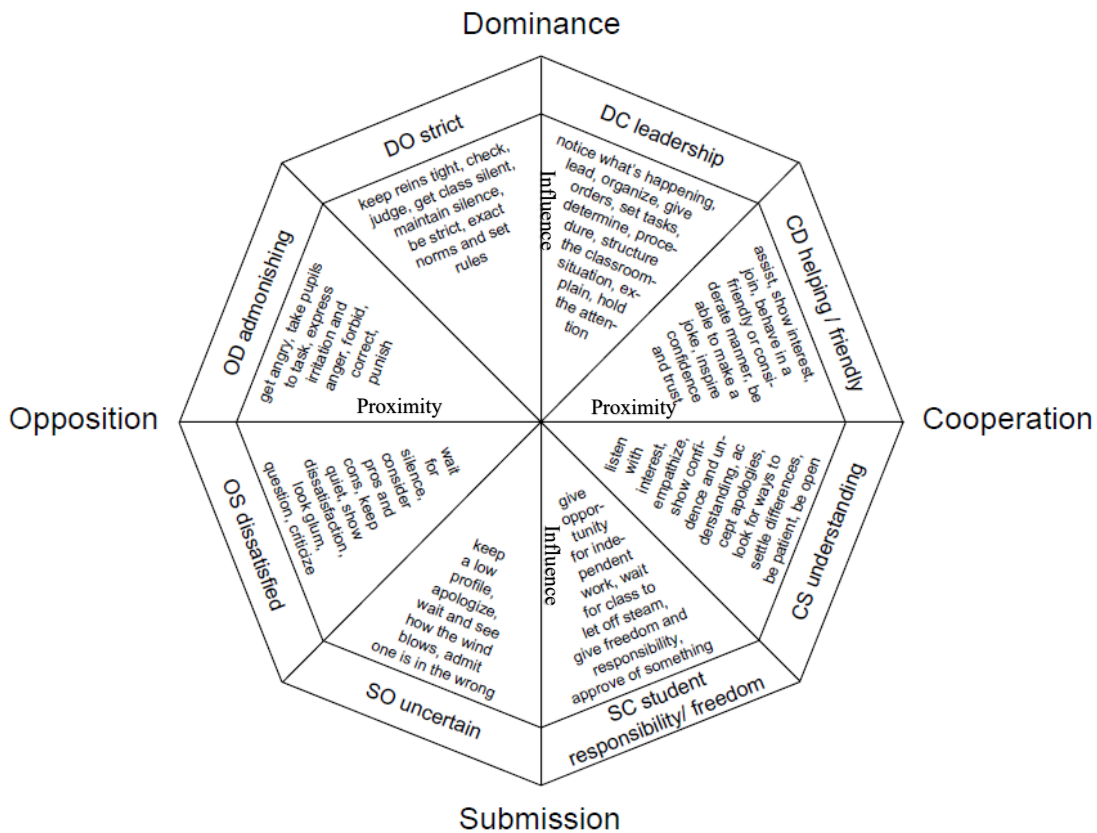 Dominance
DO strict
DC leadership
keep reins tight, check,
judge, get class silent,
maintain silence,
be strict, exact
norms and set
rules
Influence
notice what's happening,
lead, organize, give
orders, set tasks,
determine, proce-
dure, structure
the classroom-
situation, ex-
plain, hold
the atten-
tion
OD admonishing
get angry, take pupils
to task, express
irritation and
anger, forbid,
correct,
punish
CD helping / friendly
assist, show interest,
join, behave in a
friendly or consi-
derate manner, be
able to make a
joke, inspire
confidence
and trust
Opposition
Proximity
Proximity
Cooperation
OS dissatisfied
wait
for
silence,
consider
pros and
cons, keep
quiet, show
dissatisfaction,
look glum,
question, criticize
listen
with
interest,
empathize,
show confi-
dence and un-
derstanding, ac
cept apologies,
look for ways to
settle differences,
be patient, be open
CS understanding
keep
a low
profile,
apologize,
wait and see
how the wind
blows, admit
one is in the wrong
SO uncertain
Influence
give
oppor-
tunity
for inde-
pendent
work, wait
for class to
let off steam,
give freedom and
responsibility,
approve of something
SC student
responsibility/ freedom
Submission